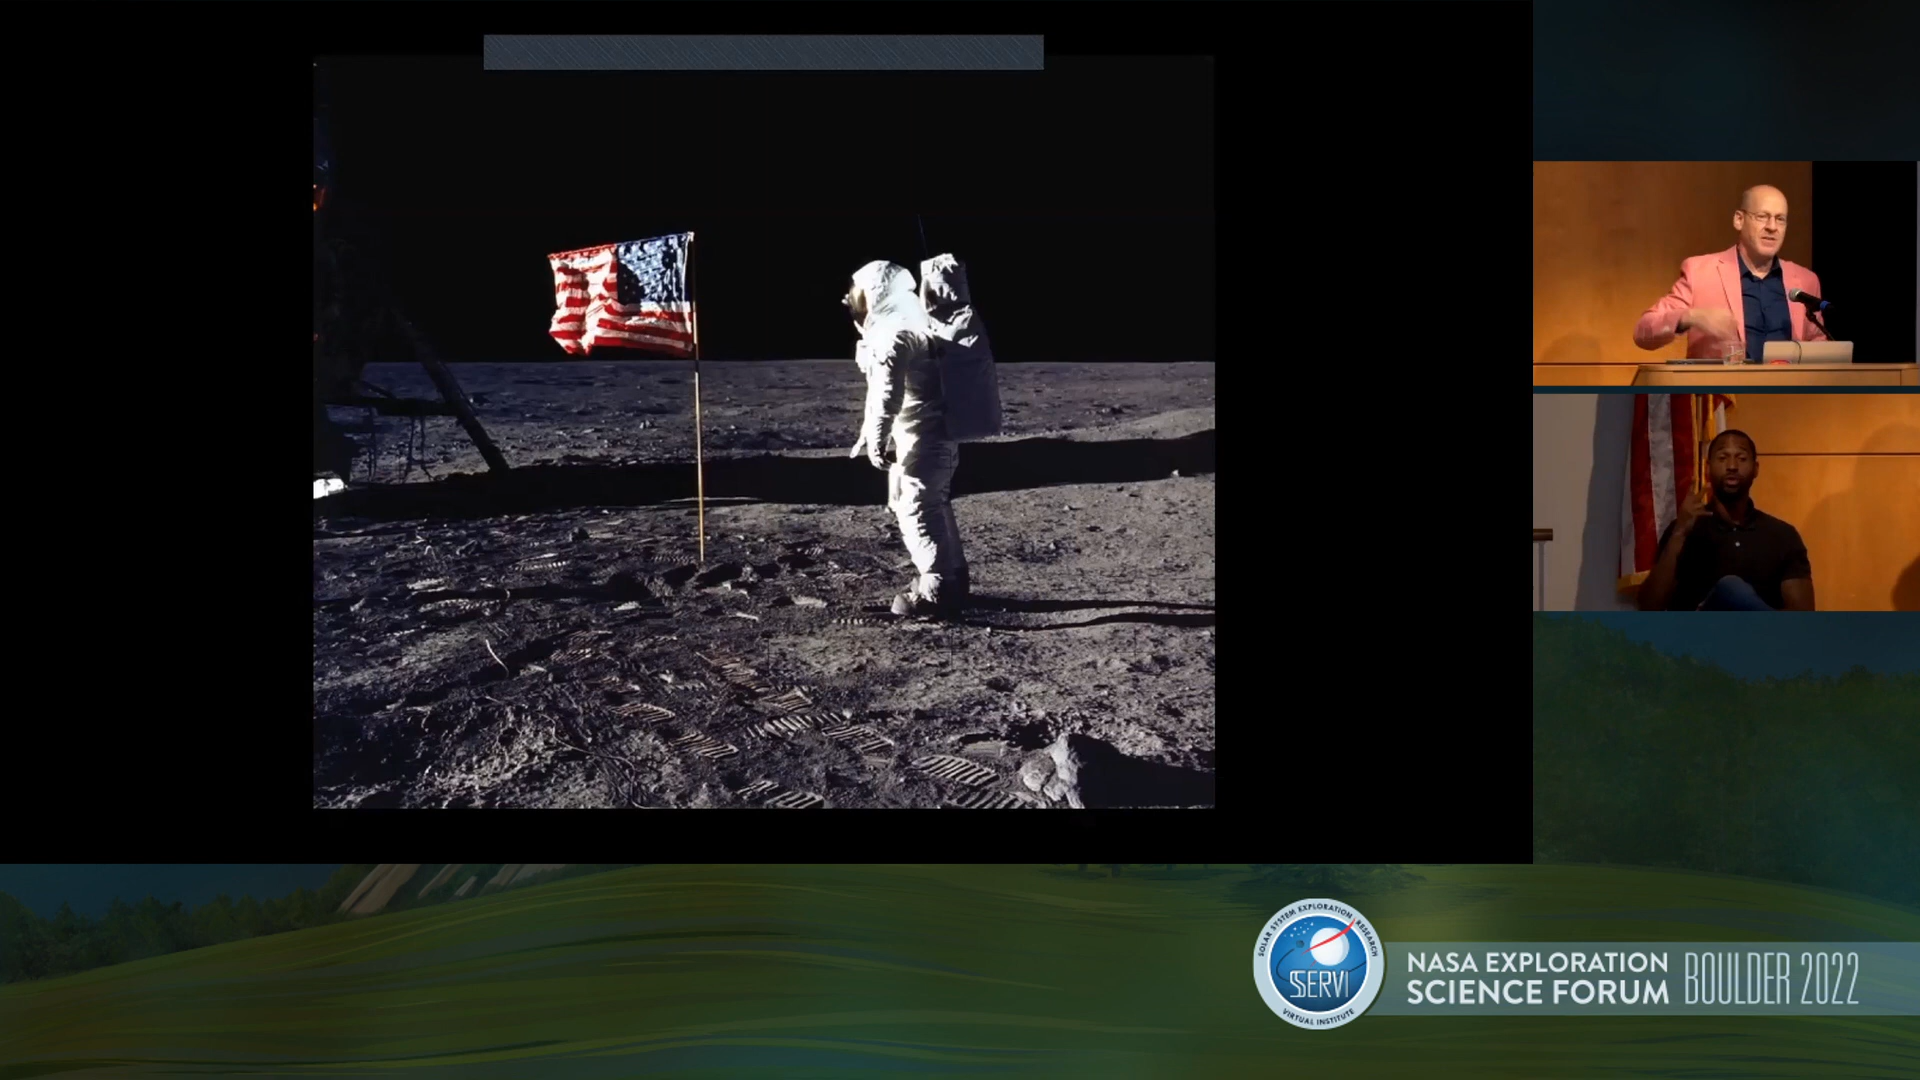 SOLAR SYSTEM EXPLORATION RESEARCH
SSERVI
VIRTUAL INSTITUTE
NASA EXPLORATION
SCIENCE FORUM
BOULDER 2022